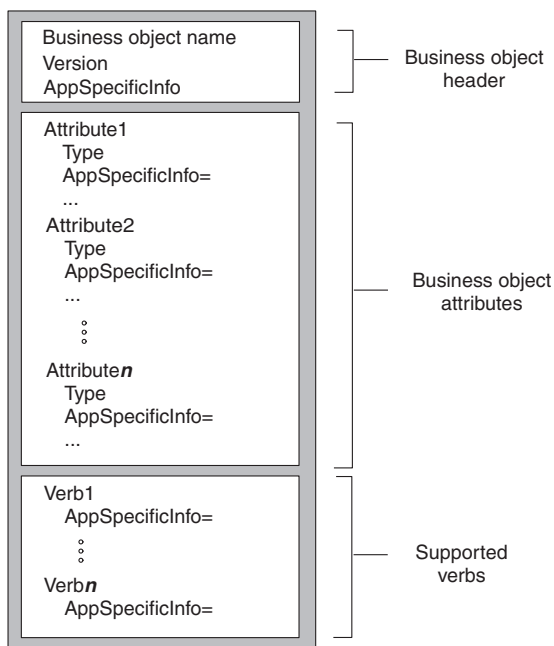 Business object name
Version
AppSpecificInfo
Business object
header
Attribute1
Type
AppSpecificInfo=
...
Attribute2
Type
AppSpecificInfo=
...
Attributen
Type
AppSpecificInfo=
...
Business object
attributes
Verb1
AppSpecificInfo=
Verbn
AppSpecificInfo=
Supported
verbs